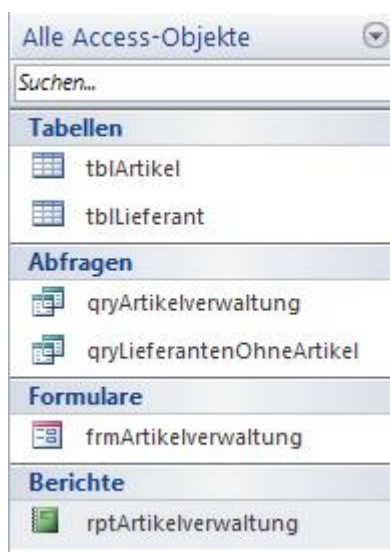 Alle Access-Objekte
Suchen...
Tabellen
tblArtikel
tblLieferant
Abfragen
qryArtikelverwaltung
qryLieferantenOhneArtikel
Formulare
frmArtikelverwaltung
Berichte
rptArtikelverwaltung